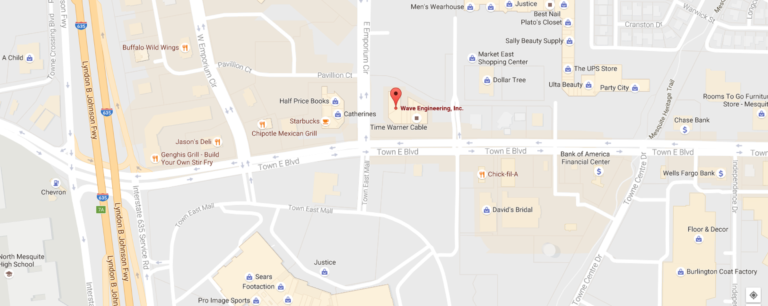 Men's Wearhouse
Justice
Best Nail
Plato's Closet
Cranston Dr
Warwick St
Long
A Child
Towne Crossing Blvd
635
Lyndon B Johnson Fwy
Buffalo Wild Wings
W Emporium Cir
E Emporium Cir
Pavillion Ct
Pavillion Ct
Sally Beauty Supply
Market East
Shopping Center
The UPS Store
Dollar Tree
Ulta Beauty
Party City
Mesquite Heritage Trail
Rooms To Go Furniture
Store - Mesquite
Half Price Books
Catherines
Starbucks
Chipotle Mexican Grill
Wave Engineering, Inc.
Time Warner Cable
Chase Bank
Jason's Deli
Genghis Grill - Build
Your Own Stir Fry
Town E Blvd
Town E Blvd
Town E Blvd
Bank of America
Financial Center
Wells Fargo Bank
Chevron
635
7A
Lyndon B Johnson Fwy
Interstate 635 Service Rd
Interstate
Town East Mall
Town East Mall
Town East Mall
Chick-fil-A
David's Bridal
Towne Centre Dr
Towne Centre Dr
Independence Dr
Floor & Decor
Burlington Coat Factory
North Mesquite
High School
Sears
Footaction
Pro Image Sports
Justice